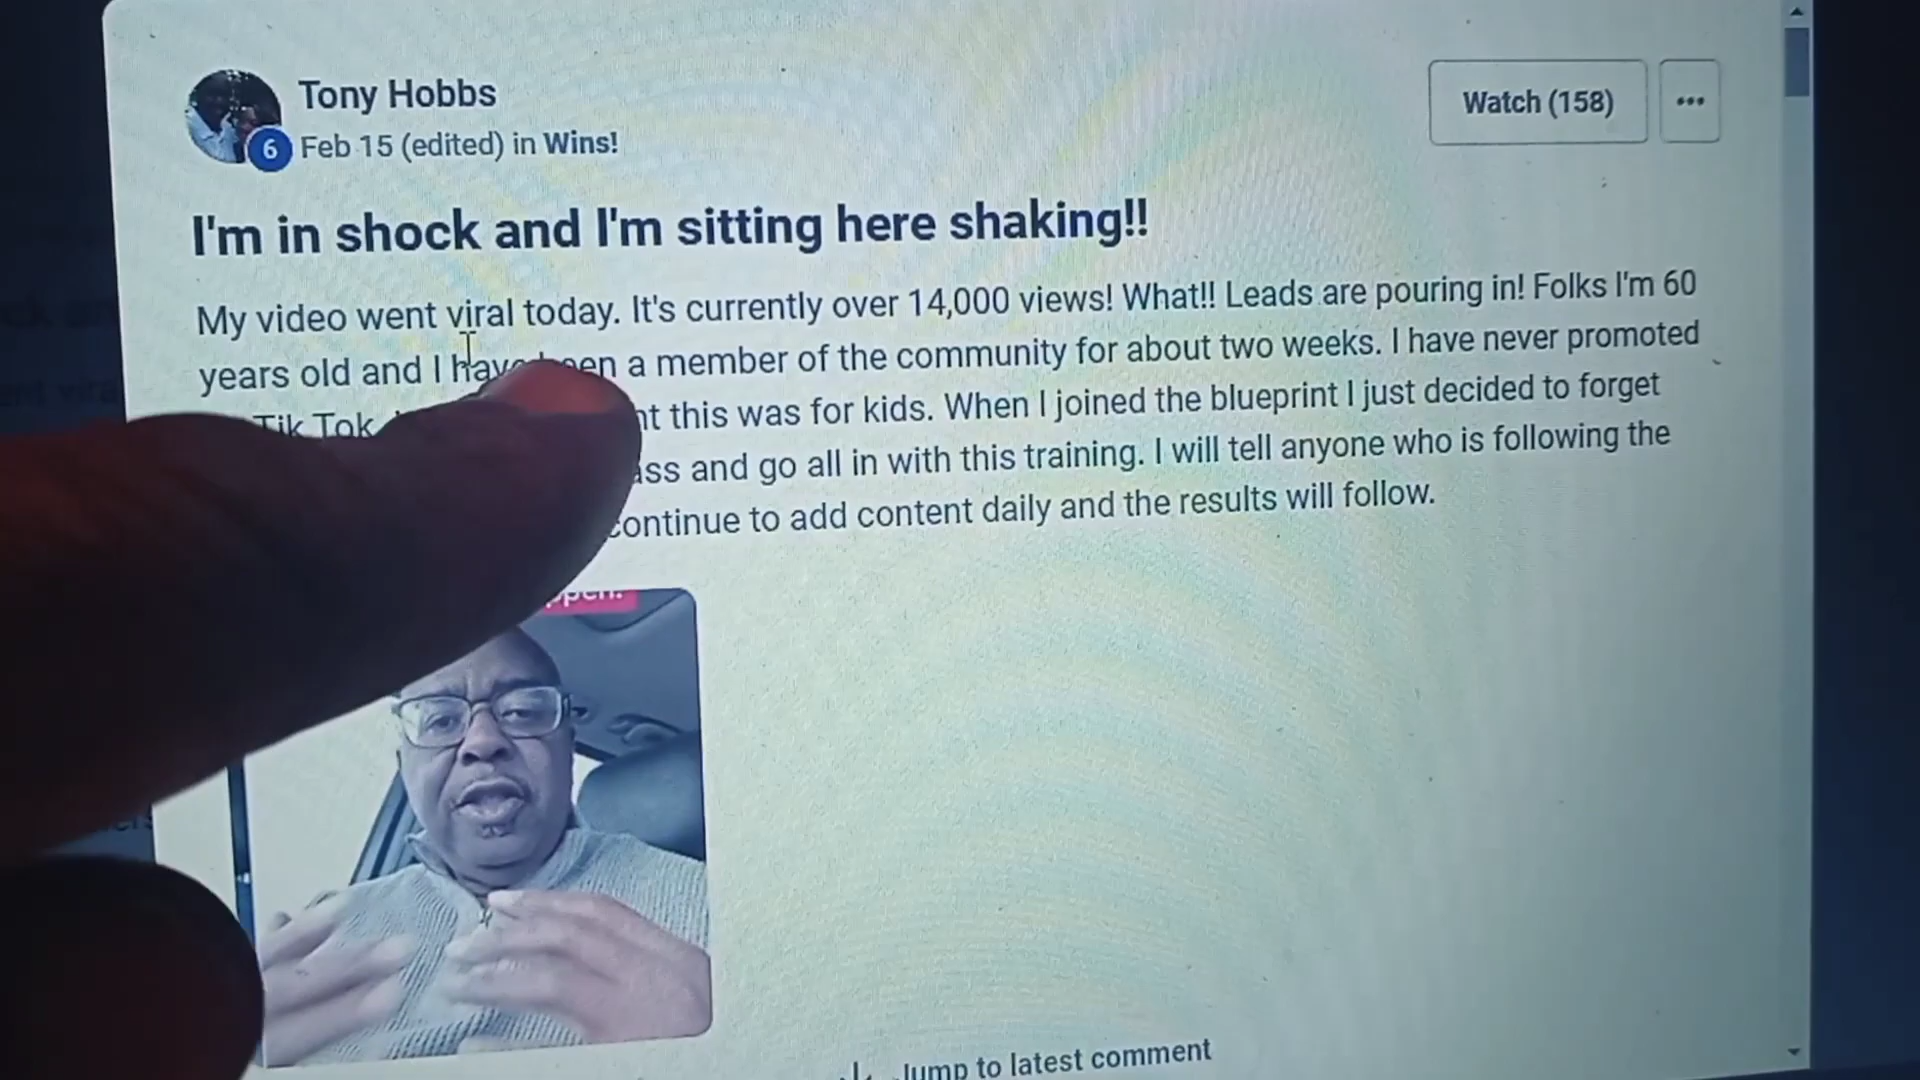 Tony Hobbs
6 Feb 15 (edited) in Wins!
Watch (158)
I'm in shock and I'm sitting here shaking!!
My video went viral today. It's currently over 14,000 views! What!! Leads are pouring in! Folks I'm 60
years old and I have been a member of the community for about two weeks. I have never promoted
Tik Tok this was for kids. When I joined the blueprint I just decided to forget
and go all in with this training. I will tell anyone who is following the
continue to add content daily and the results will follow.
Jump to latest comment